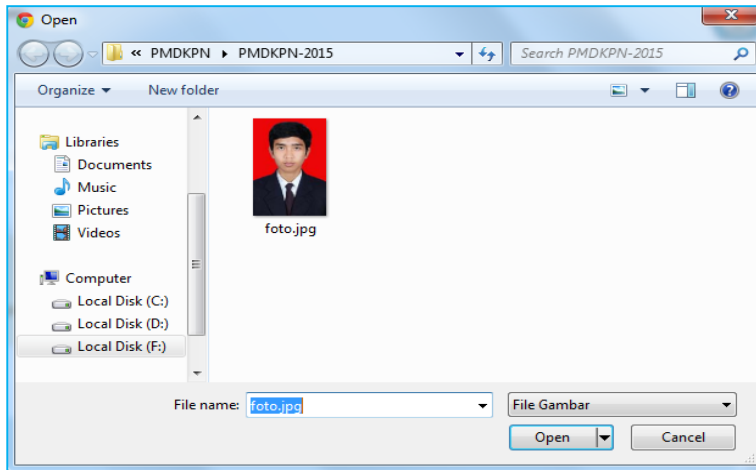 Open
« PMDKPN ▸ PMDKPN-2015
Search PMDKPN-2015
Organize
New folder
Libraries
Documents
Music
Pictures
Videos
Computer
Local Disk (C:)
Local Disk (D:)
Local Disk (F:)
foto.jpg
File name: foto.jpg
File Gambar
Open
Cancel